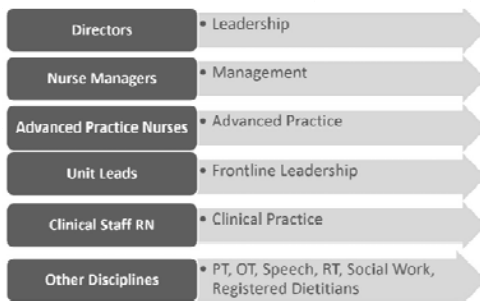 Directors
• Leadership
Nurse Managers
• Management
Advanced Practice Nurses
• Advanced Practice
Unit Leads
• Frontline Leadership
Clinical Staff RN
• Clinical Practice
Other Disciplines
• PT, OT, Speech, RT, Social Work,
Registered Dietitians